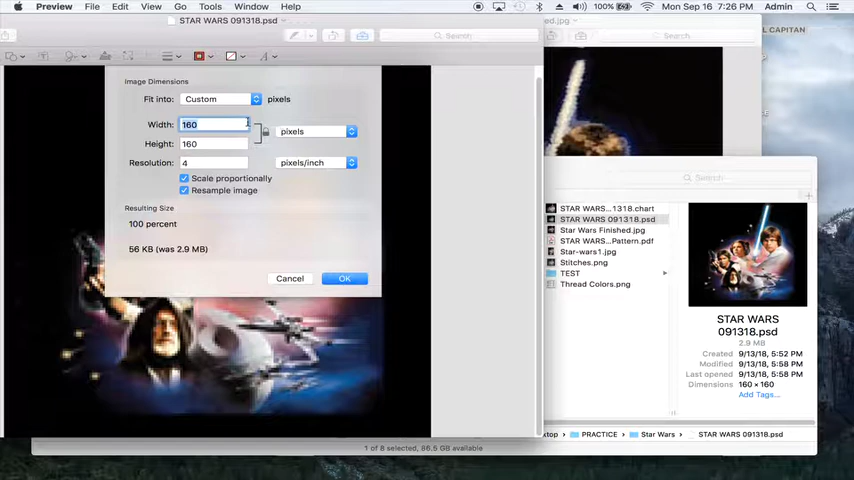 Preview File Edit View Go Tools Window Help 100% Mon Sep 16 7:26 PM Admin
STAR WARS 091318.psd
ed.jpg
Search
Search
L CAPITAN
Image Dimensions
Fit into: Custom pixels
Width: 160
pixels
Height: 160
Resolution: 4 pixels/inch
Scale proportionally
Resample image
Resulting Size
100 percent
56 KB (was 2.9 MB)
Cancel OK
Search
STAR WARS...1318.chart
STAR WARS 091318.psd
Star Wars Finished.jpg
STAR WARS...Pattern.pdf
Star-wars1.jpg
Stitches.png
TEST
Thread Colors.png
STAR WARS
091318.psd
2.9 MB
Created 9/13/18, 5:52 PM
Modified 9/13/18, 5:58 PM
Last opened 9/13/18, 5:58 PM
Dimensions 160 × 160
Add Tags...
ktop PRACTICE Star Wars STAR WARS 091318.psd
1 of 8 selected, 86.5 GB available